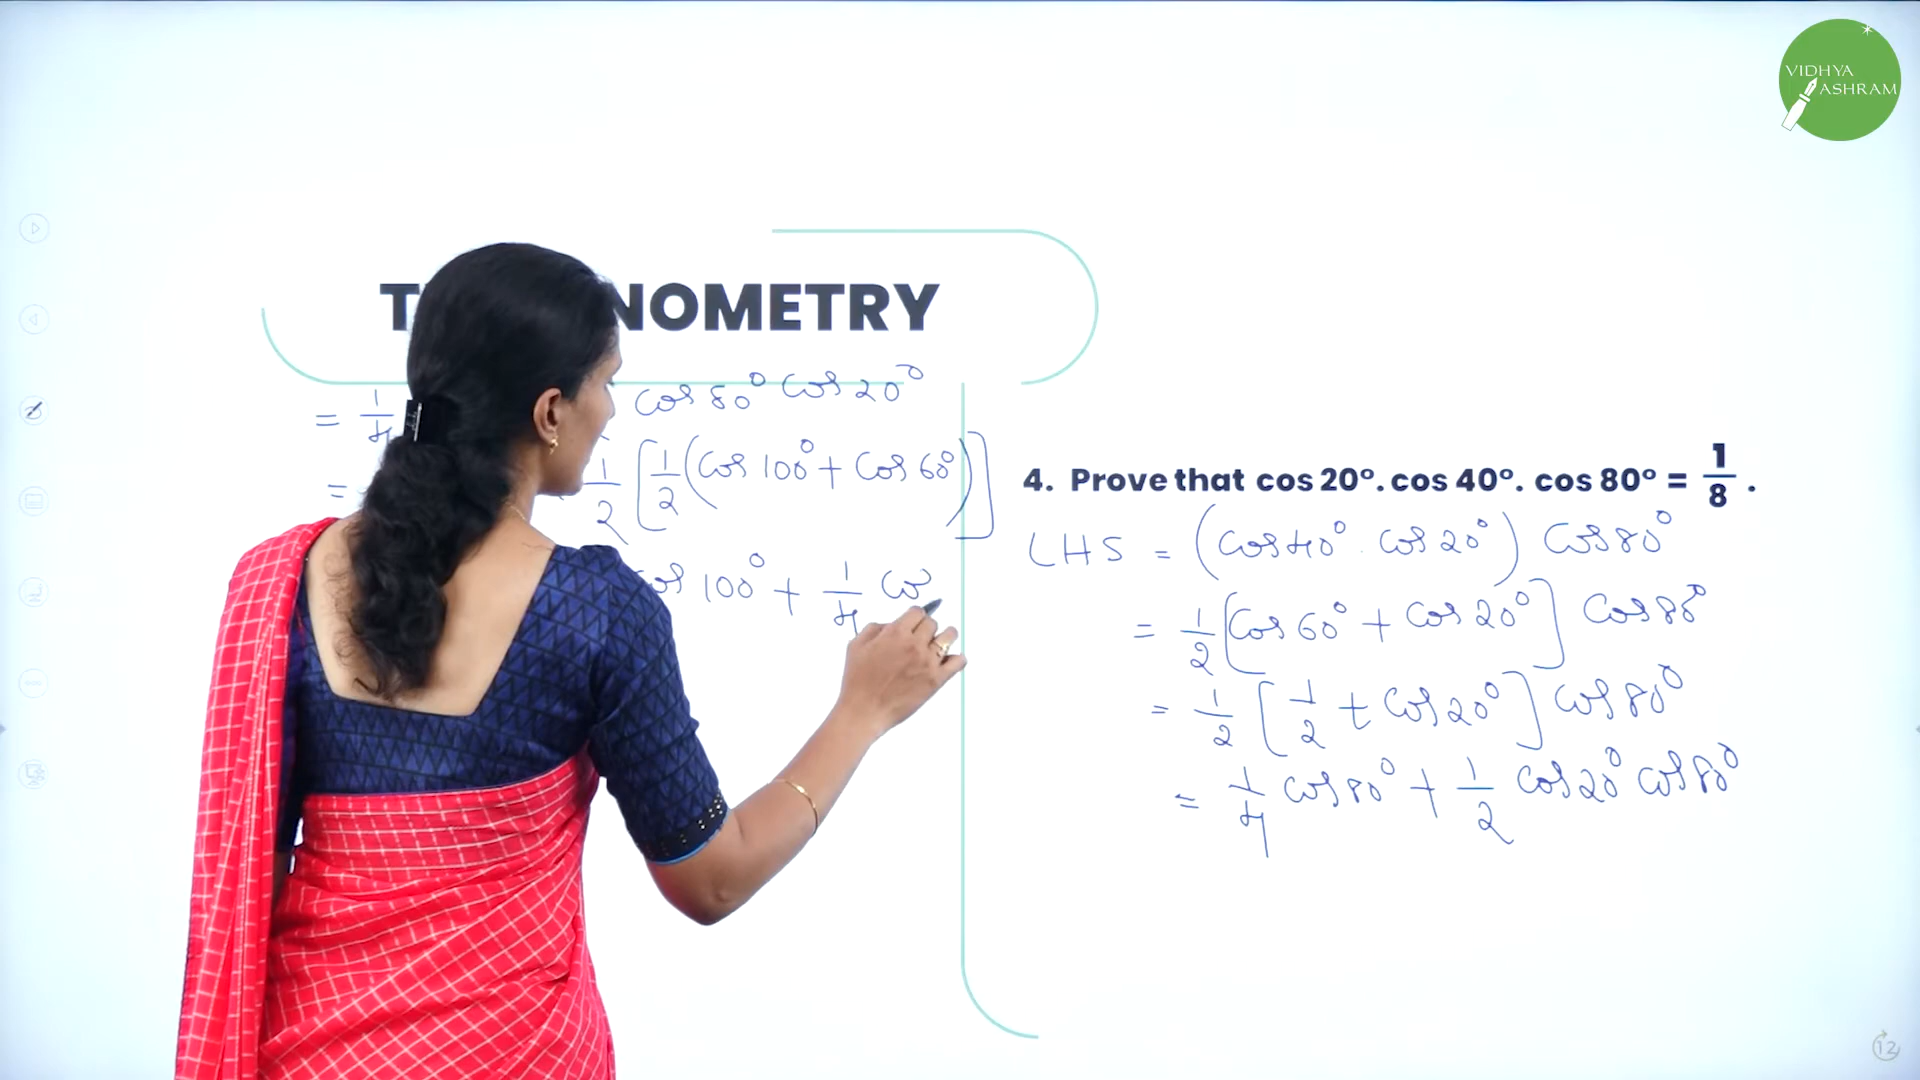 VIDHYA
ASHRAM
TRIGONOMETRY
= 1/4 cos 80° cos 20°
= 1/2 [1/2 (cos 100° + cos 60°)]
cos 100° + 1/4 co
4. Prove that cos 20°. cos 40°. cos 80° = 1/8 .
LHS = (cos 40° . cos 20°) cos 80°
= 1/2 [cos 60° + cos 20°] cos 80°
= 1/2 [1/2 + cos 20°] cos 80°
= 1/4 cos 80° + 1/2 cos 20° cos 80°
12